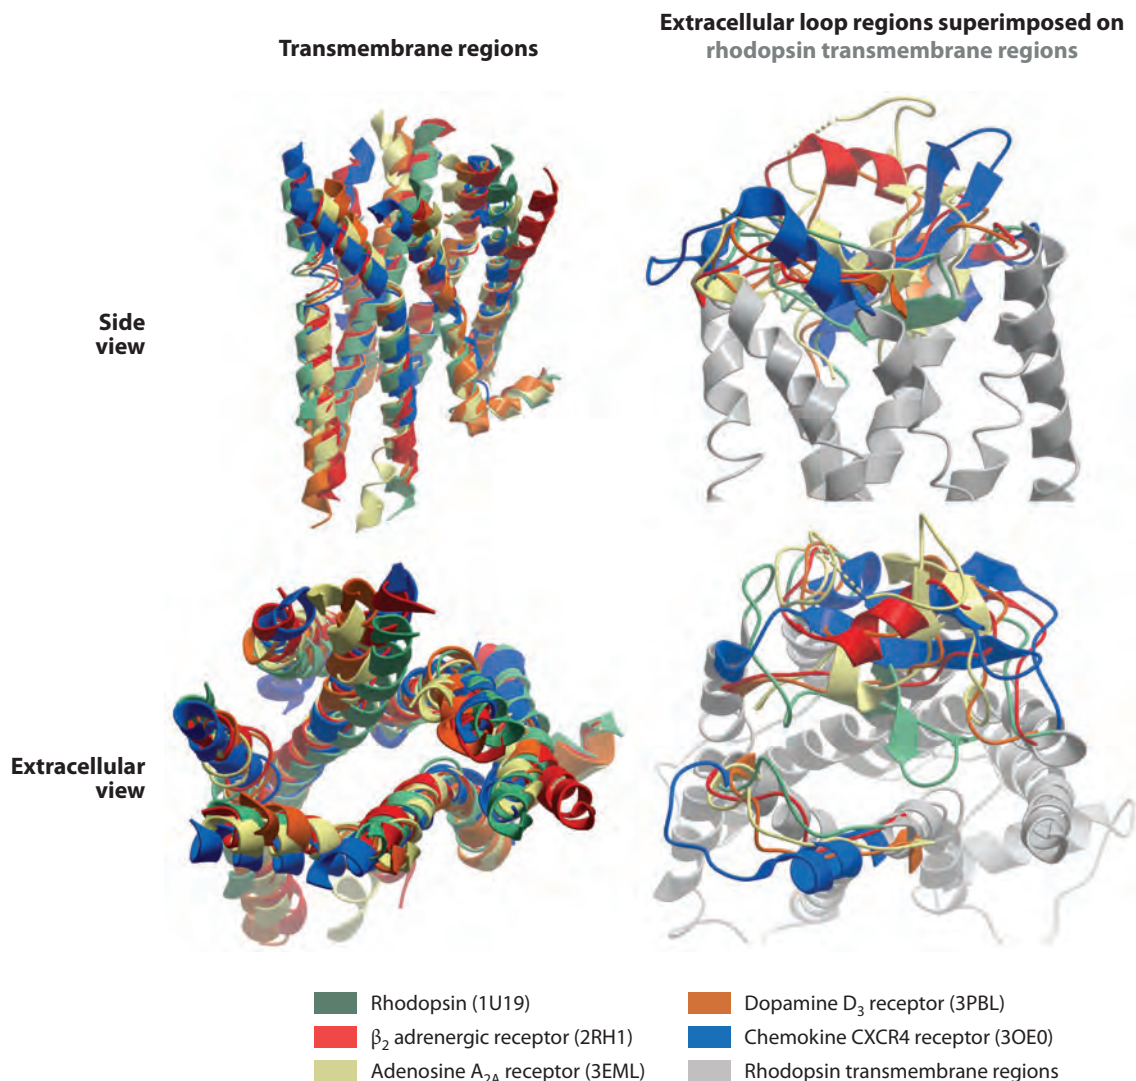 Transmembrane regions
Extracellular loop regions superimposed on
rhodopsin transmembrane regions
Side
view
Extracellular
view
Rhodopsin (1U19)
β₂ adrenergic receptor (2RH1)
Adenosine A₂A receptor (3EML)
Dopamine D₃ receptor (3PBL)
Chemokine CXCR4 receptor (3OE0)
Rhodopsin transmembrane regions